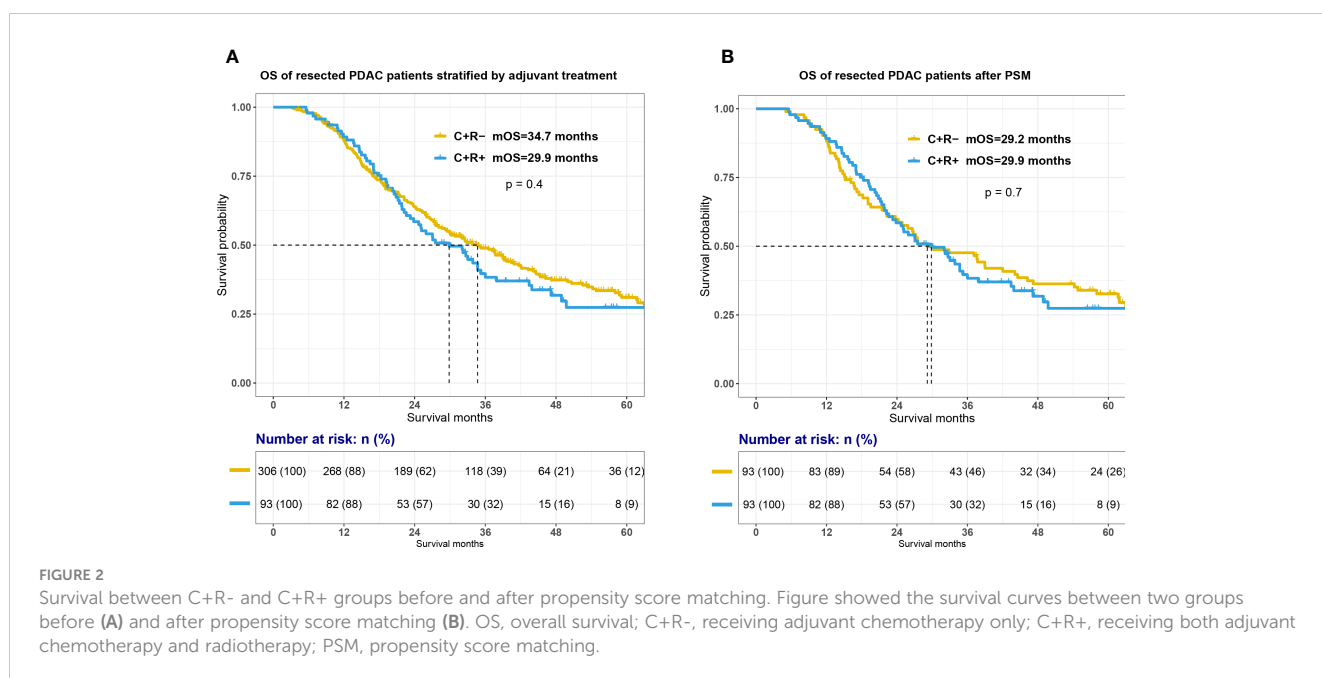 A
OS of resected PDAC patients stratified by adjuvant treatment
1.00
0.75
0.50
0.25
0.00
Survival probability
C+R− mOS=34.7 months
C+R+ mOS=29.9 months
p = 0.4
0 12 24 36 48 60
Survival months
Number at risk: n (%)
306 (100) 268 (88) 189 (62) 118 (39) 64 (21) 36 (12)
93 (100) 82 (88) 53 (57) 30 (32) 15 (16) 8 (9)
0 12 24 36 48 60
Survival months
B
OS of resected PDAC patients after PSM
1.00
0.75
0.50
0.25
0.00
Survival probability
C+R− mOS=29.2 months
C+R+ mOS=29.9 months
p = 0.7
0 12 24 36 48 60
Survival months
Number at risk: n (%)
93 (100) 83 (89) 54 (58) 43 (46) 32 (34) 24 (26)
93 (100) 82 (88) 53 (57) 30 (32) 15 (16) 8 (9)
0 12 24 36 48 60
Survival months
FIGURE 2
Survival between C+R- and C+R+ groups before and after propensity score matching. Figure showed the survival curves between two groups
before (A) and after propensity score matching (B). OS, overall survival; C+R-, receiving adjuvant chemotherapy only; C+R+, receiving both adjuvant
chemotherapy and radiotherapy; PSM, propensity score matching.